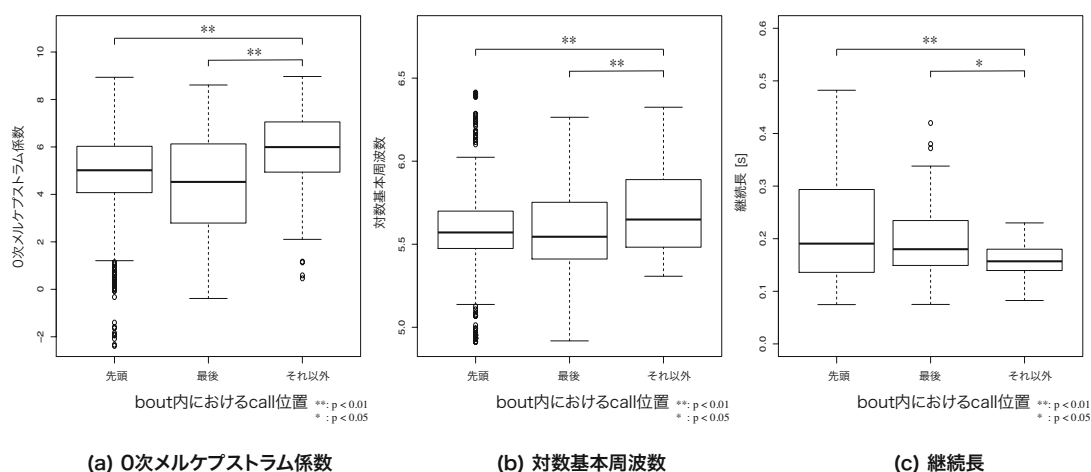 **
**
10
8
6
4
2
0
-2
0次メルケプストラム係数
先頭
最後
それ以外
bout内におけるcall位置
**: p < 0.01
* : p < 0.05
(a) 0次メルケプストラム係数
**
**
6.5
6.0
5.5
5.0
対数基本周波数
先頭
最後
それ以外
bout内におけるcall位置
**: p < 0.01
* : p < 0.05
(b) 対数基本周波数
**
*
0.6
0.5
0.4
0.3
0.2
0.1
0.0
継続長 [s]
先頭
最後
それ以外
bout内におけるcall位置
**: p < 0.01
* : p < 0.05
(c) 継続長